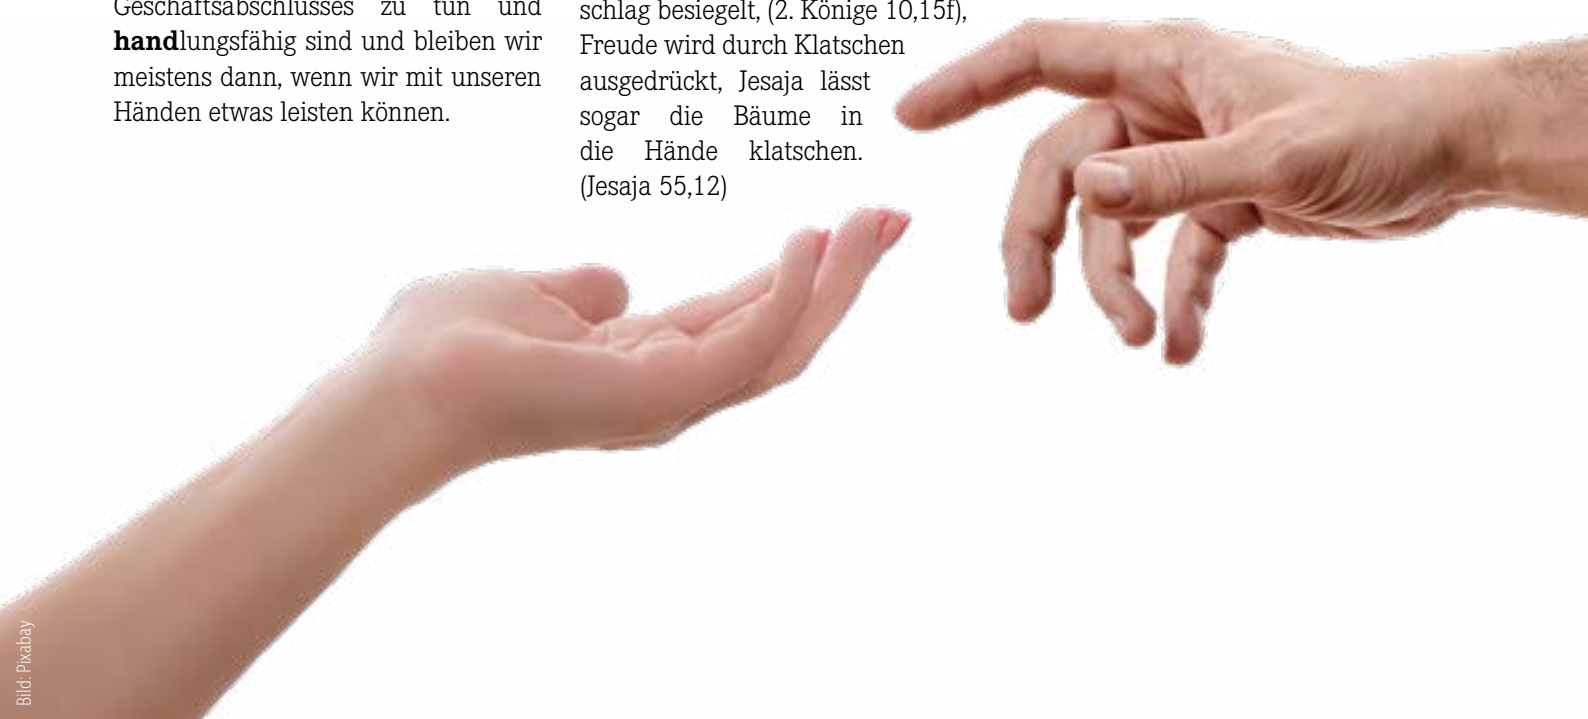 Geschäftsabschlusses zu tun und
handlungsfähig sind und bleiben wir
meistens dann, wenn wir mit unseren
Händen etwas leisten können.
schlag besiegelt, (2. Könige 10,15f),
Freude wird durch Klatschen
ausgedrückt, Jesaja lässt
sogar die Bäume in
die Hände klatschen.
(Jesaja 55,12)
Bild: Pixabay